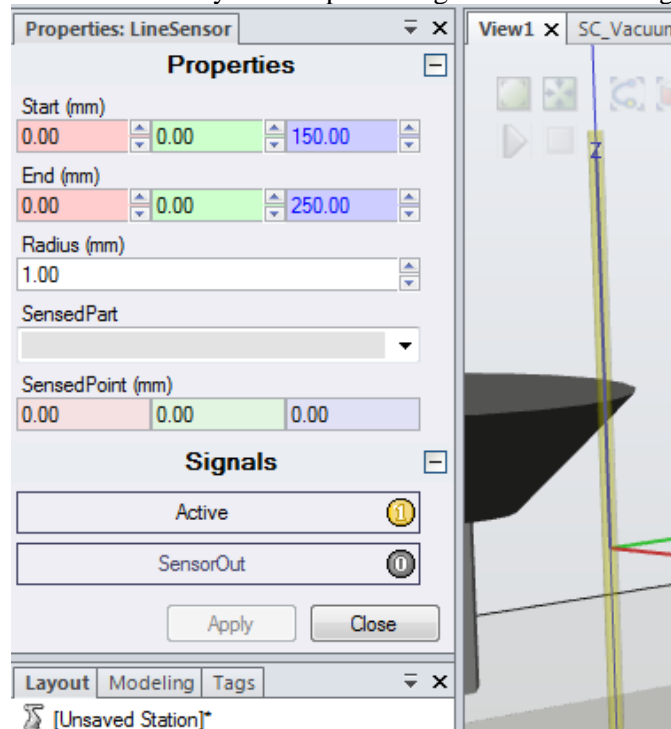 Properties: LineSensor
View1 SC_Vacuum
Properties
Start (mm)
0.00 0.00 150.00
End (mm)
0.00 0.00 250.00
Radius (mm)
1.00
SensedPart
SensedPoint (mm)
0.00 0.00 0.00
Signals
Active 1
SensorOut 0
Apply Close
Layout Modeling Tags
[Unsaved Station]*
Z